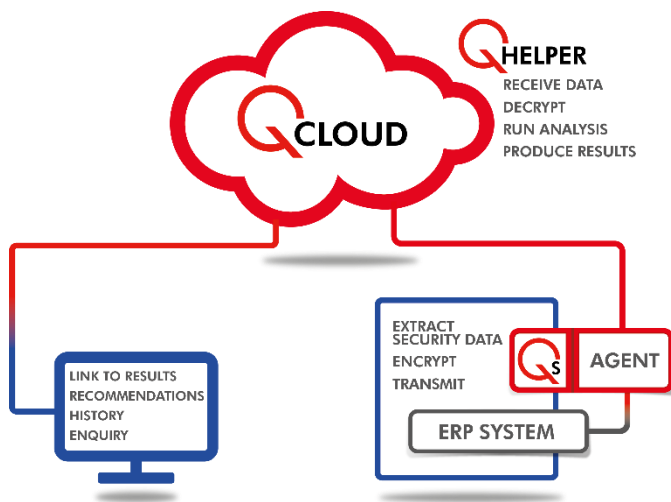 Q HELPER
RECEIVE DATA
DECRYPT
RUN ANALYSIS
PRODUCE RESULTS
Q CLOUD
LINK TO RESULTS
RECOMMENDATIONS
HISTORY
ENQUIRY
EXTRACT
SECURITY DATA
ENCRYPT
TRANSMIT
QS AGENT
ERP SYSTEM